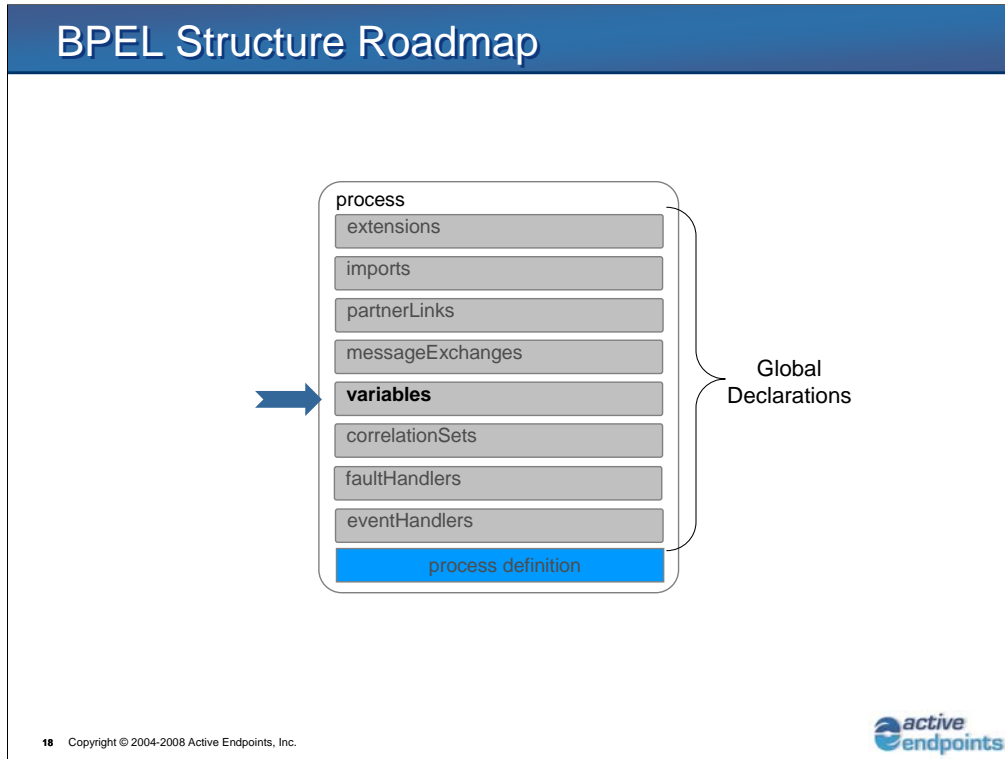 BPEL Structure Roadmap
process
extensions
imports
partnerLinks
messageExchanges
variables
correlationSets
faultHandlers
eventHandlers
process definition
Global
Declarations
18 Copyright © 2004-2008 Active Endpoints, Inc.
active
endpoints